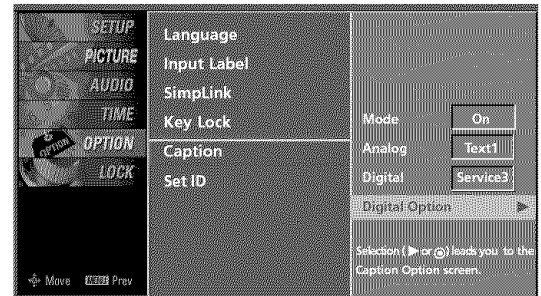 SETUP
PICTURE
AUDIO
TIME
OPTION
OPTION
LOCK
Move MENU Prev
Language
Input Label
SimpLink
Key Lock
Caption
Set ID
Mode On
Analog Text1
Digital Service3
Digital Option ▶
Selection (▶ or ◉) leads you to the
Caption Option screen.